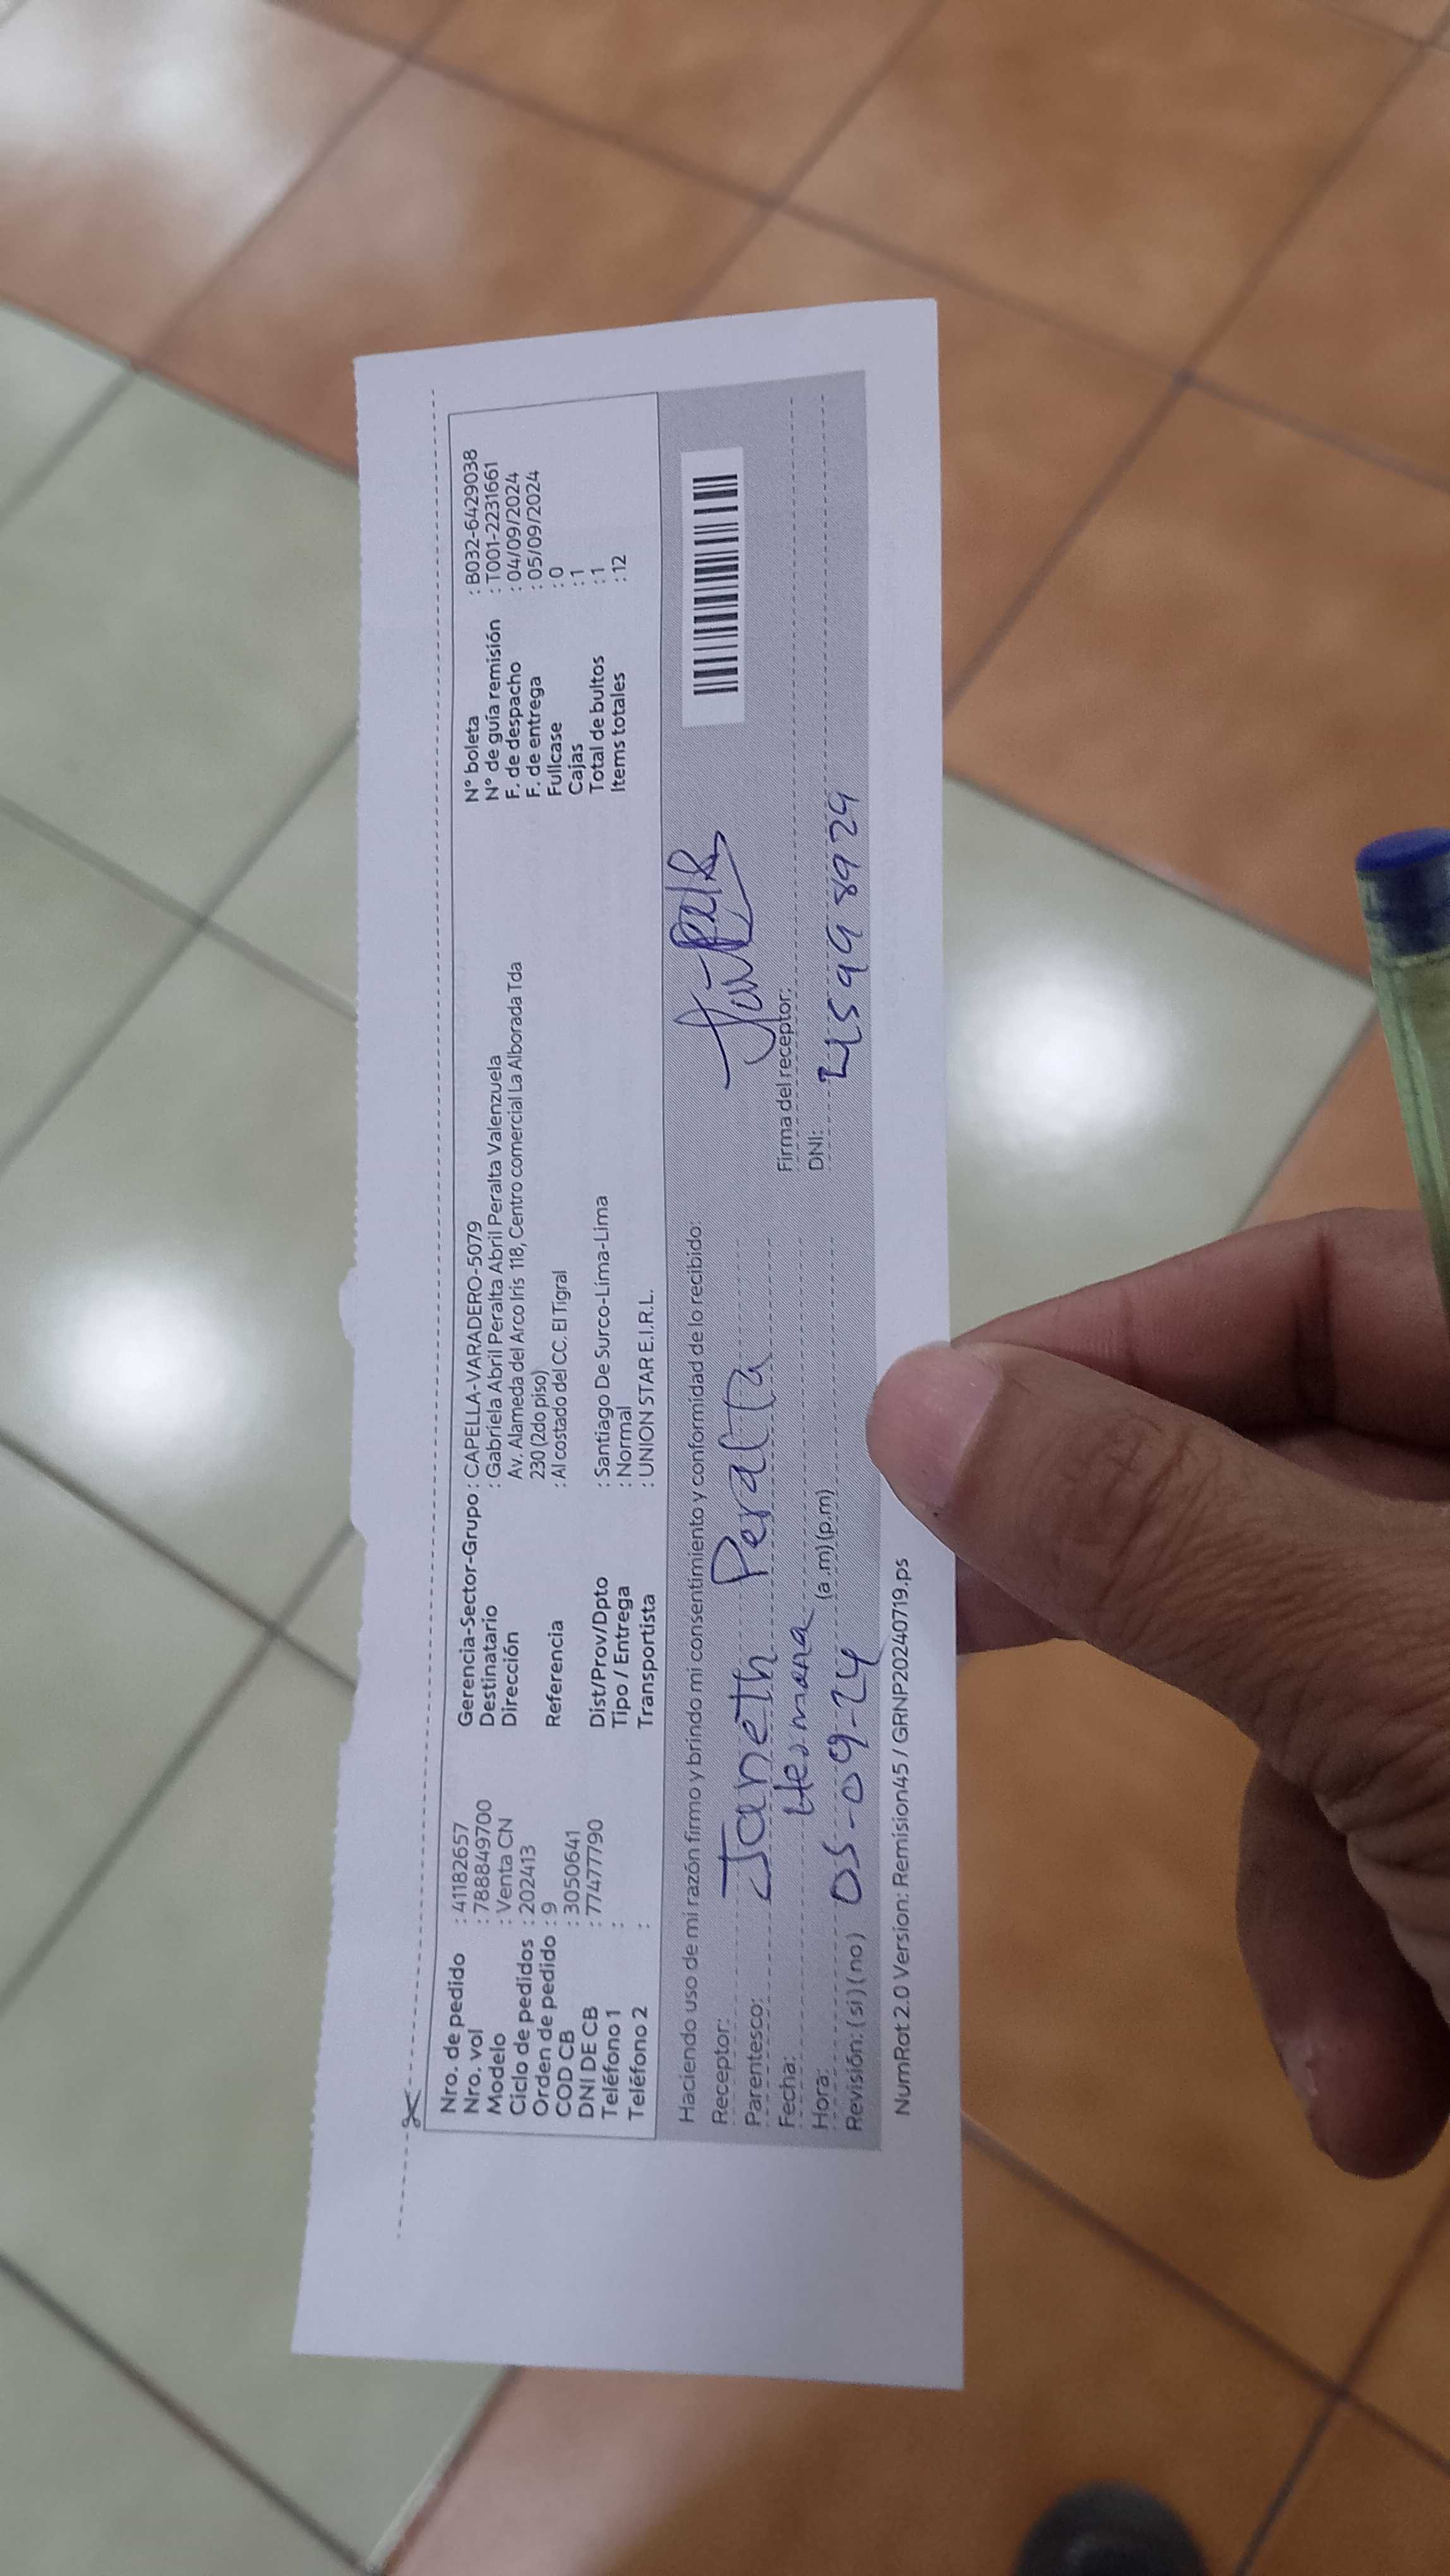 Nro. de pedido : 41182657
Nro. vol : 788849700
Modelo : Venta CN
Ciclo de pedidos : 202413
Orden de pedido : 9
COD CB : 3050641
DNI DE CB : 77477790
Teléfono 1 :
Teléfono 2 :
Gerencia-Sector-Grupo : CAPELLA-VARADERO-5079
Destinatario : Gabriela Abril Peralta Abril Peralta Valenzuela
Dirección Av. Alameda del Arco Iris 118, Centro comercial La Alborada Tda
230 (2do piso)
Referencia : Al costado del CC. El Tigral
Dist/Prov/Dpto : Santiago De Surco-Lima-Lima
Tipo / Entrega : Normal
Transportista : UNION STAR E.I.R.L.
N° boleta : B032-6429038
N° de guía remisión : T001-2231661
F. de despacho : 04/09/2024
F. de entrega : 05/09/2024
Fullcase : 0
Cajas : 1
Total de bultos : 1
Items totales : 12
Haciendo uso de mi razón firmo y brindo mi consentimiento y conformidad de lo recibido:
Receptor: Janeth Peralta
Parentesco: Hermana
Fecha: 05-09-24
Hora: (a.m) (p.m)
Revisión: (si) (no)
Firma del receptor:
DNI: 45998929
NumRot 2.0 Version: Remision45 / GRNP20240719.ps